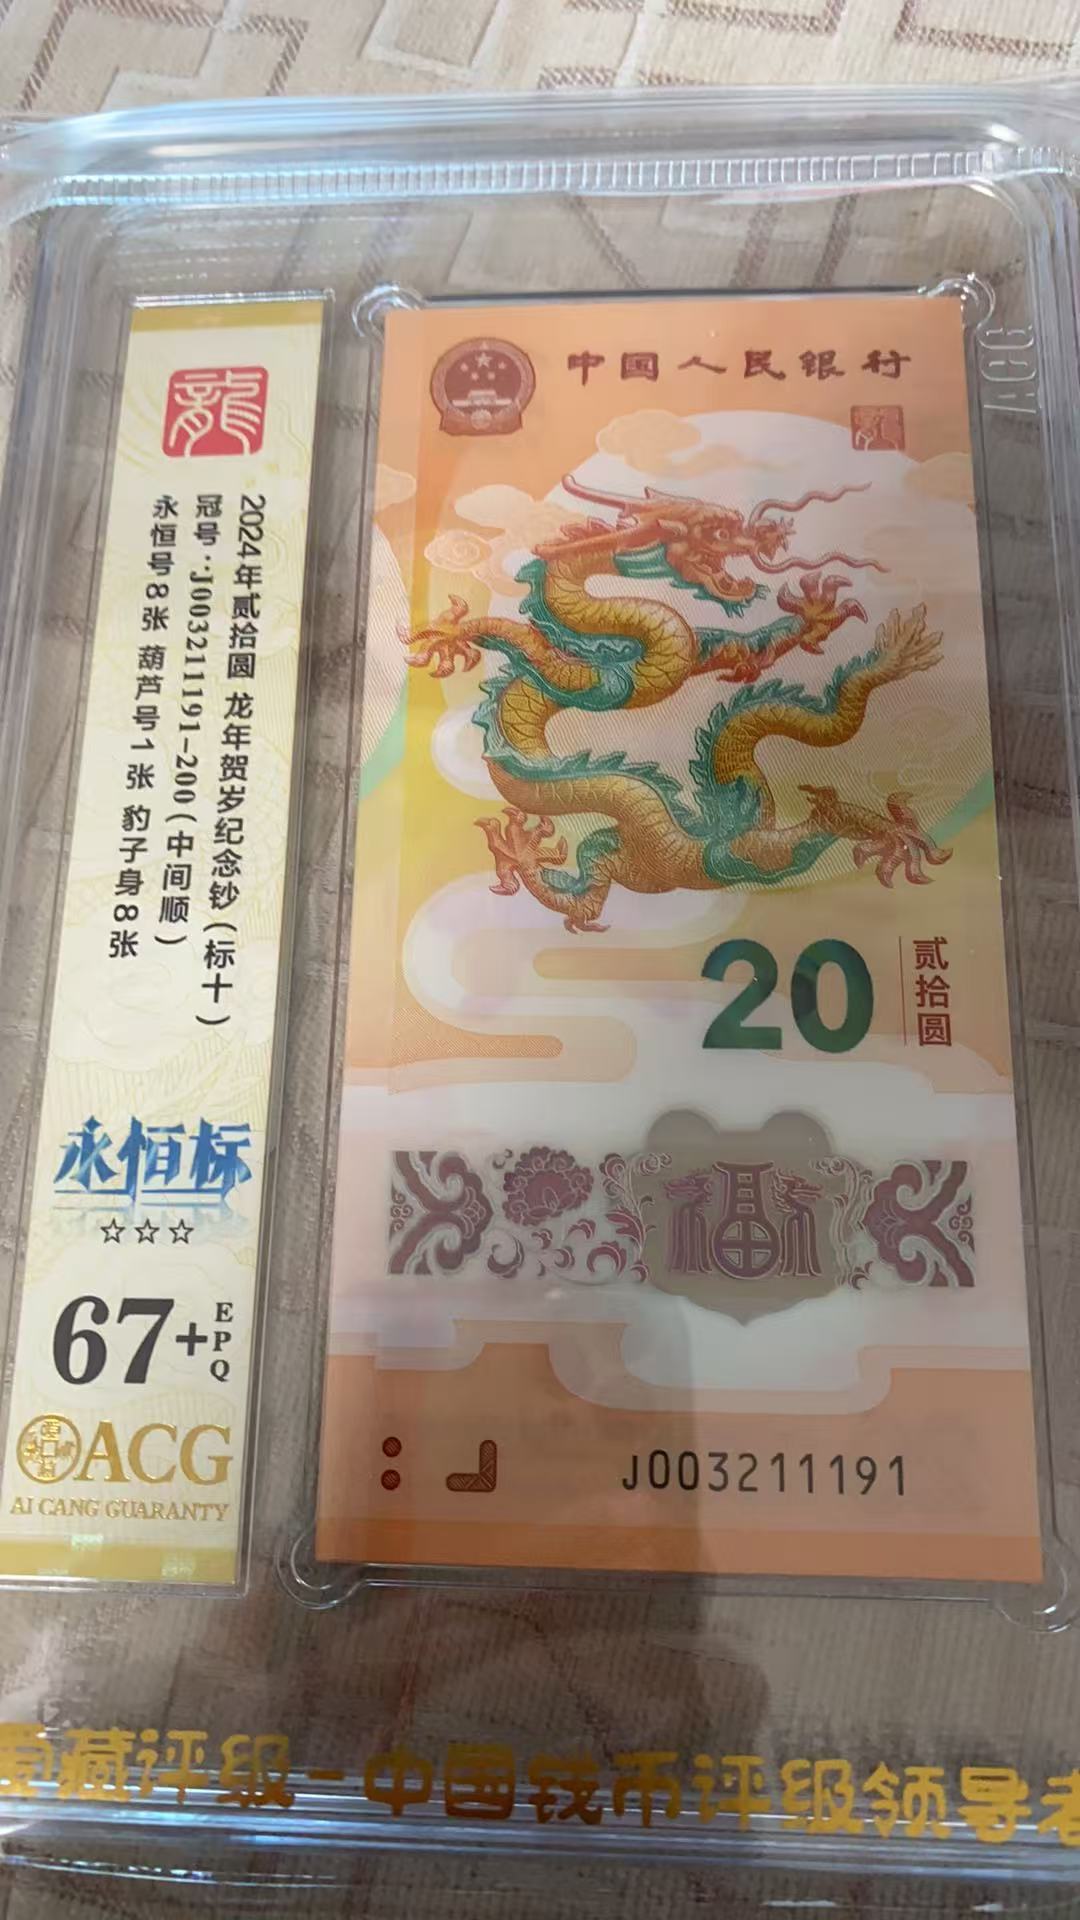 ACG
龍
2024年贰拾圆 龙年贺岁纪念钞（标十）
冠号：J003211191-200（中间顺）
永恒号8张 葫芦号1张 豹子身8张
永恒标
☆☆☆
67+EPQ
ACG
AI CANG GUARANTY
中国人民银行
20
贰拾圆
福
J003211191
藏评级-中国钱币评级领导者